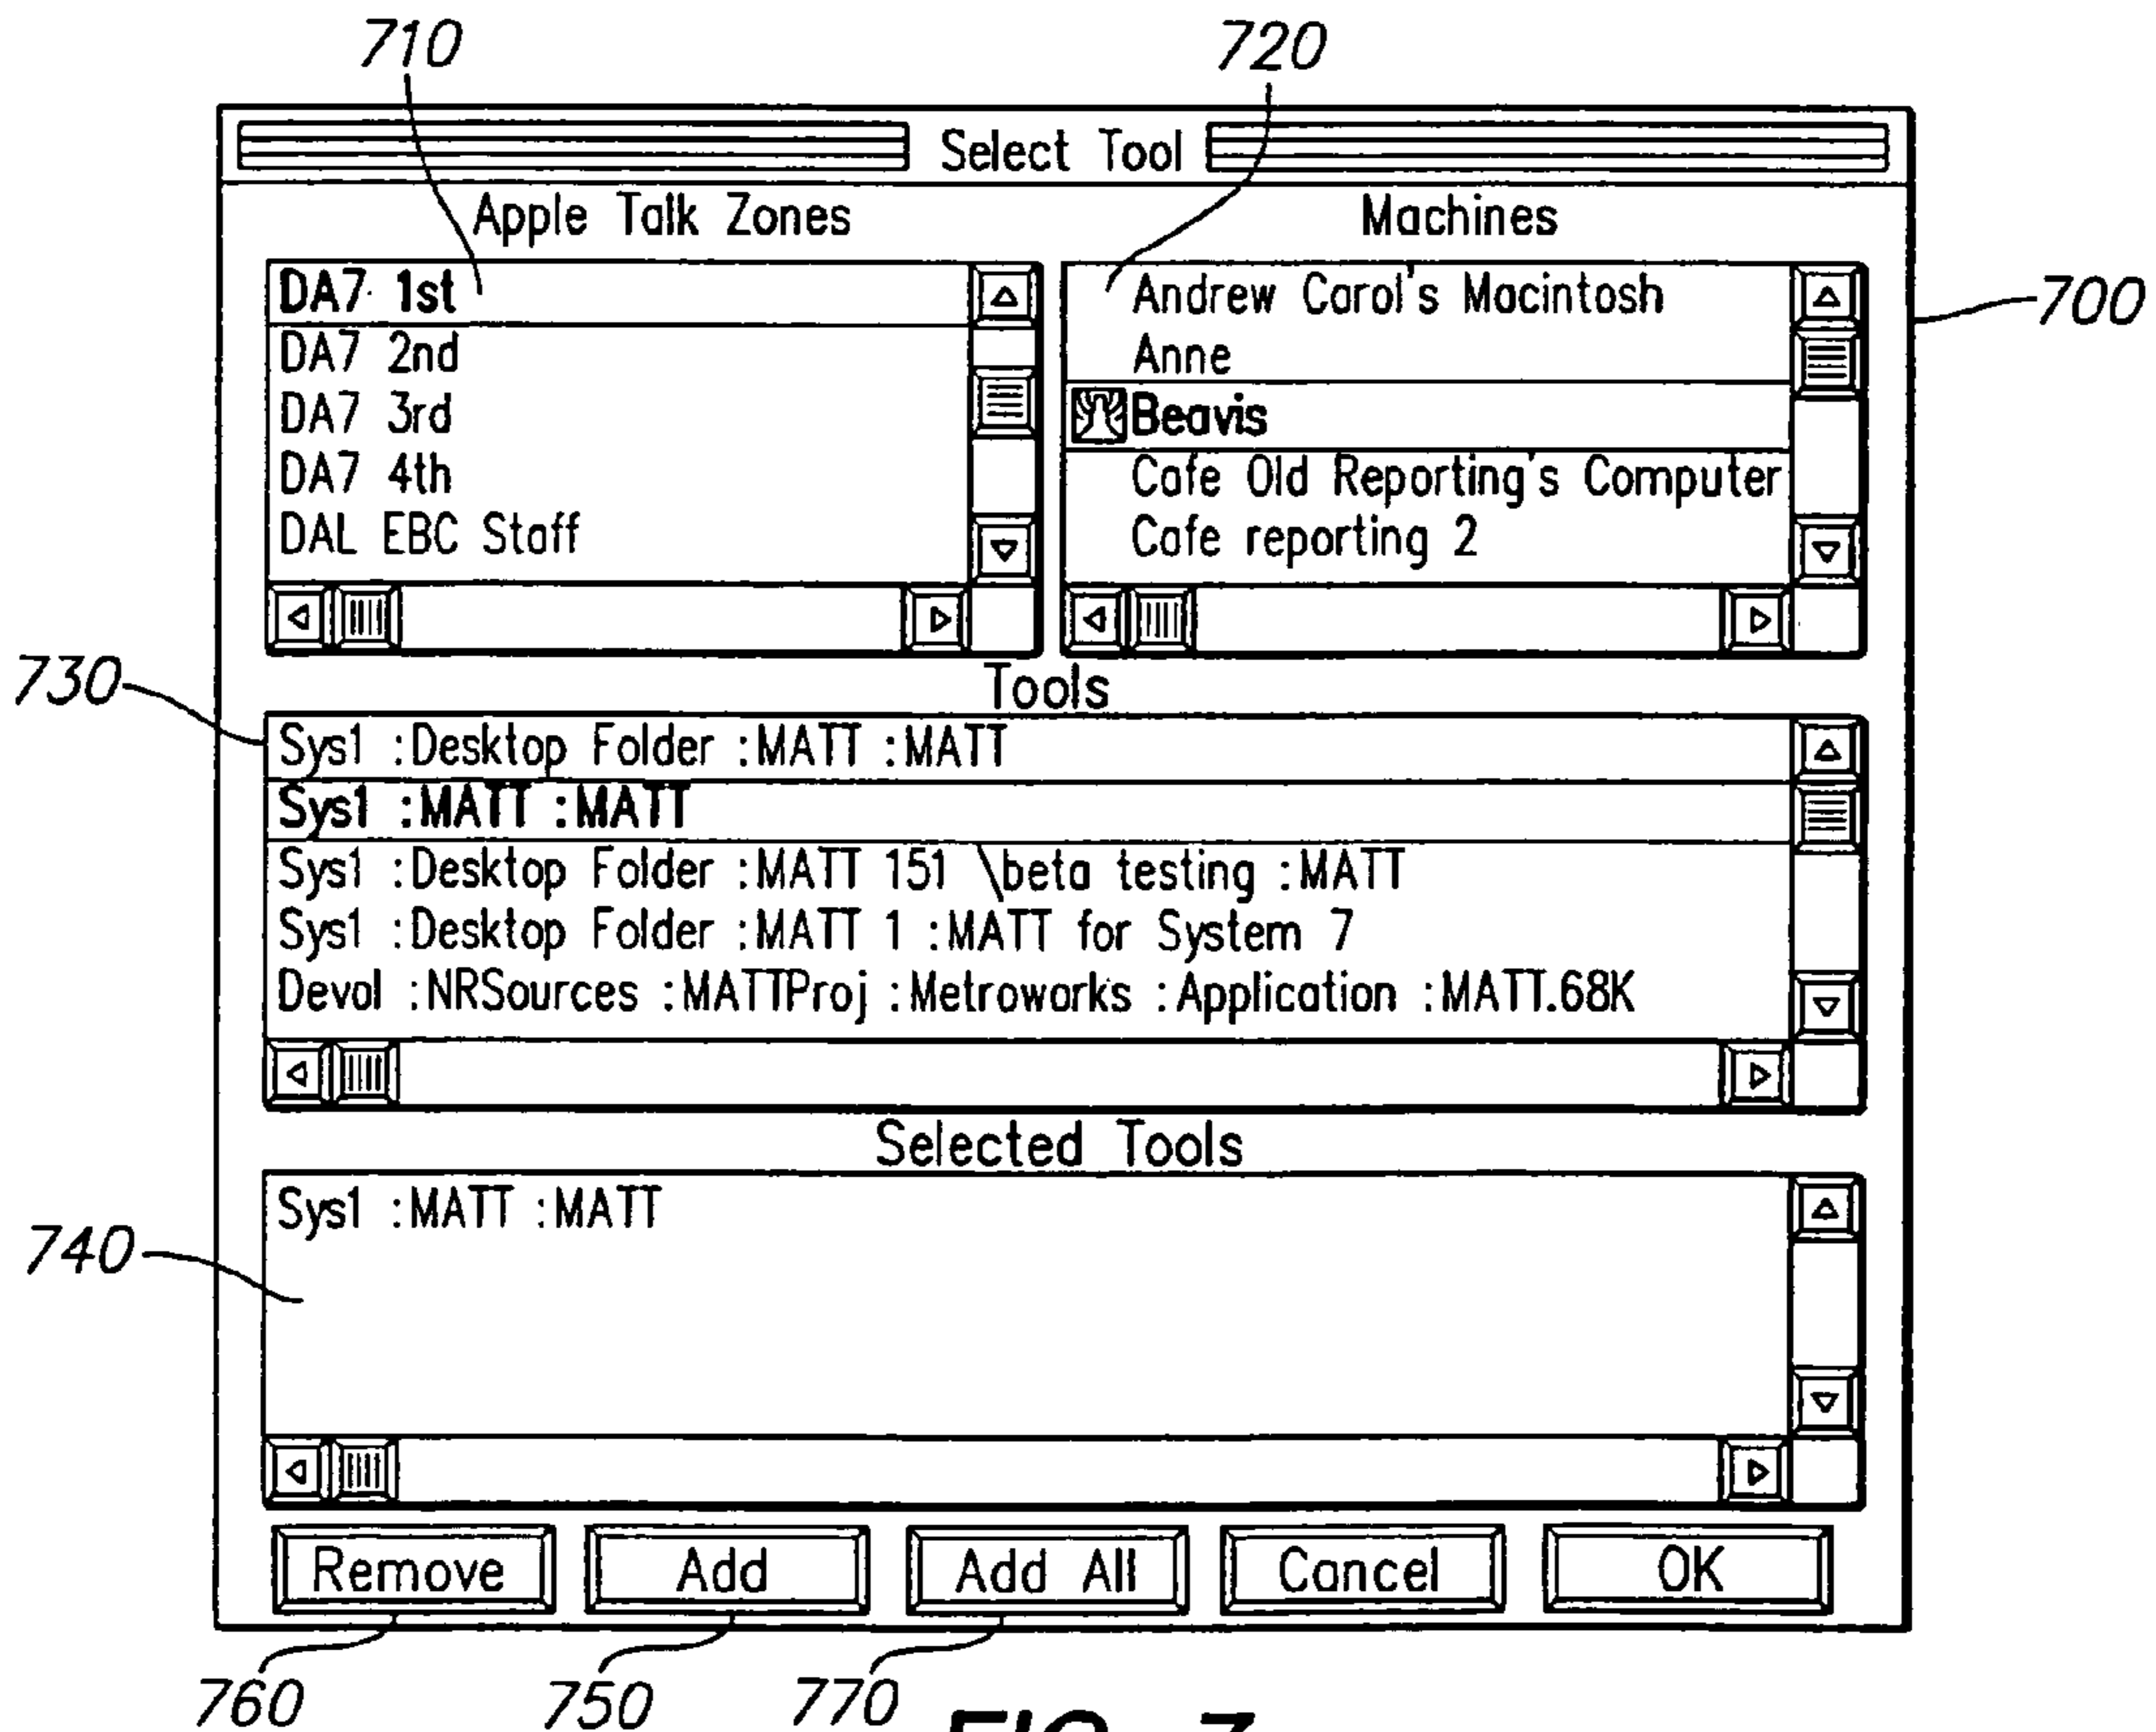 710
720
Select Tool
Apple Talk Zones
Machines
700
DA7 1st
DA7 2nd
DA7 3rd
DA7 4th
DAL EBC Staff
Andrew Carol's Macintosh
Anne
Beavis
Cafe Old Reporting's Computer
Cafe reporting 2
730
Tools
Sys1 :Desktop Folder :MATT :MATT
Sys1 :MATT :MATT
Sys1 :Desktop Folder :MATT 151 \beta testing :MATT
Sys1 :Desktop Folder :MATT 1 :MATT for System 7
Devol :NRSources :MATTProj :Metroworks :Application :MATT.68K
Selected Tools
740
Sys1 :MATT :MATT
Remove
Add
Add All
Cancel
OK
760
750
770
FIG. 7